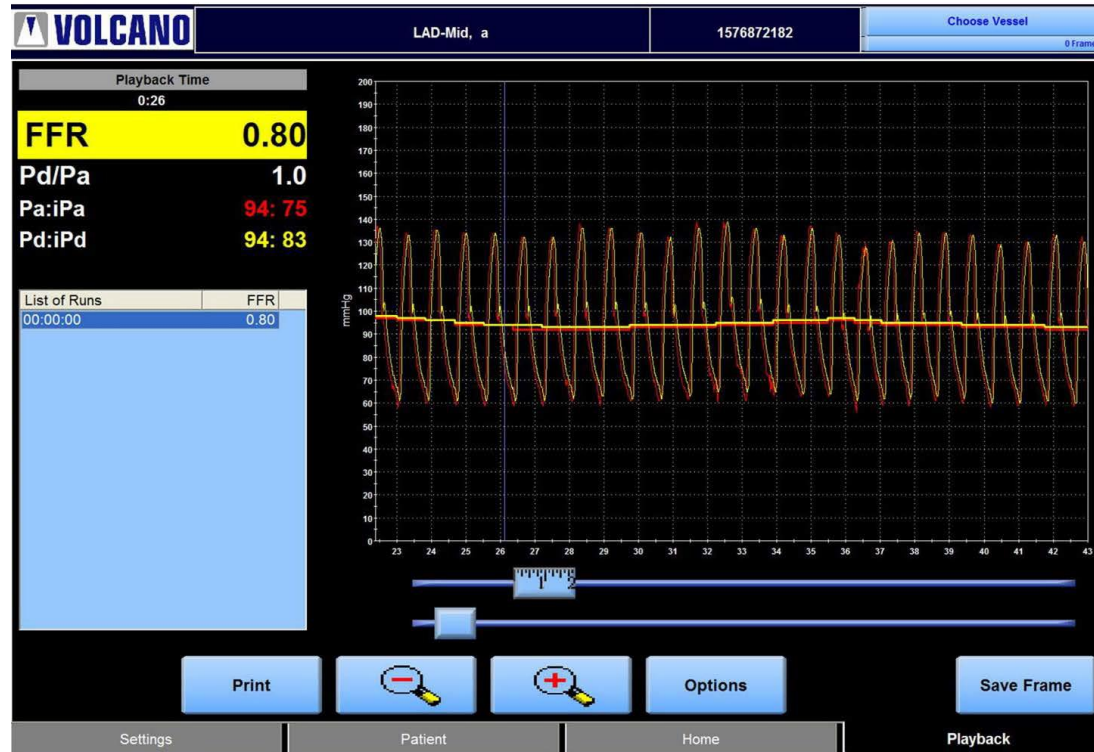 VOLCANO
LAD-Mid, a
1576872182
Choose Vessel
0 Frame
Playback Time
0:26
FFR 0.80
Pd/Pa 1.0
Pa:iPa 94: 75
Pd:iPd 94: 83
List of Runs FFR
00:00:00 0.80
mmHg
200
190
180
170
160
150
140
130
120
110
100
90
80
70
60
50
40
30
20
10
0
23 24 25 26 27 28 29 30 31 32 33 34 35 36 37 38 39 40 41 42 43
1 2
Print
Options
Save Frame
Settings
Patient
Home
Playback